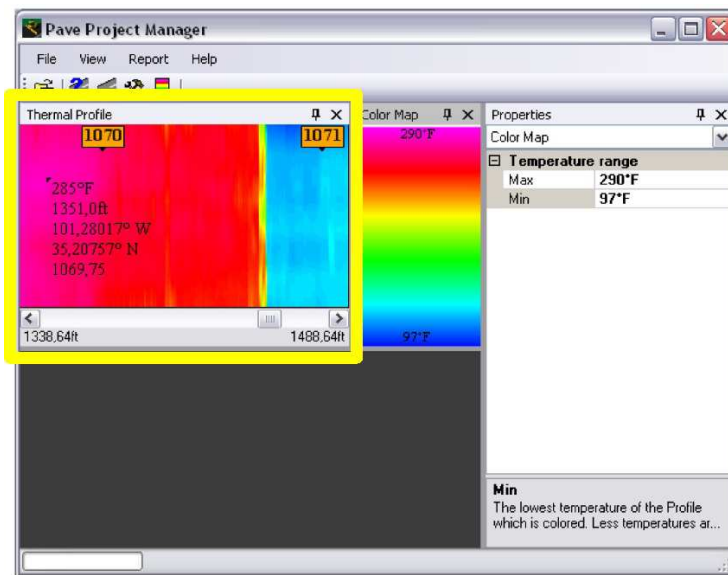 Pave Project Manager
File View Report Help
Thermal Profile
1070
1071
285°F
1351,0ft
101,28017° W
35,20757° N
1069,75
1338,64ft
1488,64ft
Color Map
290°F
97°F
Properties
Color Map
Temperature range
Max 290°F
Min 97°F
Min
The lowest temperature of the Profile
which is colored. Less temperatures ar...